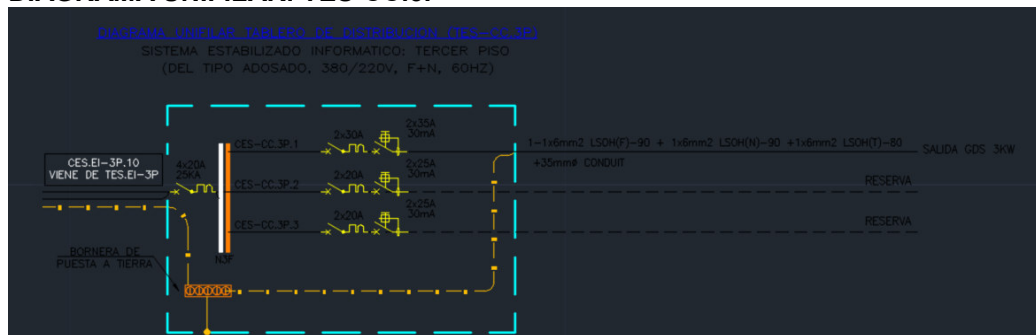 DIAGRAMA UNIFILAR TABLERO DE DISTRIBUCION (TES-CC.3P)
SISTEMA ESTABILIZADO INFORMATICO: TERCER PISO
(DEL TIPO ADOSADO, 380/220V, F+N, 60HZ)
CES.EI-3P.10
VIENE DE TES.EI-3P
4x20A
25KA
CES-CC.3P.1
2x30A
2x35A
30mA
1-1x6mm2 LSOH(F)-90 + 1x6mm2 LSOH(N)-90 +1x6mm2 LSOH(T)-80
+35mmø CONDUIT
SALIDA GDS 3KW
CES-CC.3P.2
2x20A
2x25A
30mA
RESERVA
CES-CC.3P.3
2x20A
2x25A
30mA
RESERVA
N3F
BORNERA DE
PUESTA A TIERRA